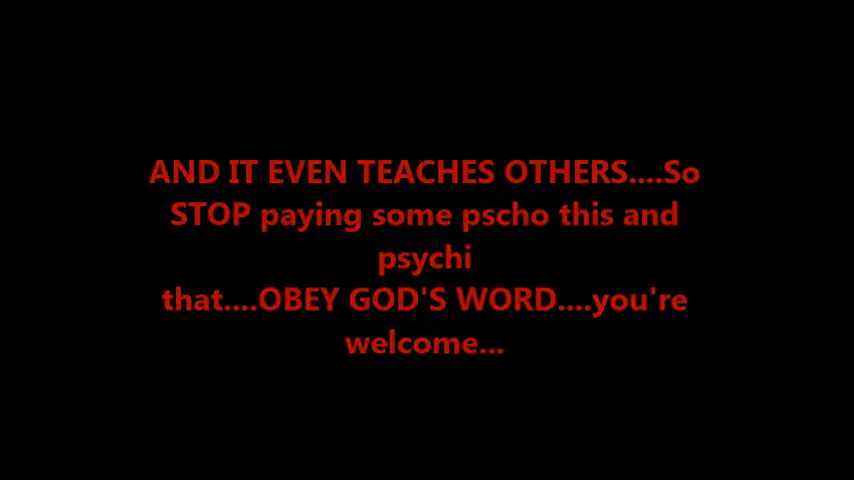 AND IT EVEN TEACHES OTHERS....So
STOP paying some pscho this and
psychi
that....OBEY GOD'S WORD....you're
welcome...